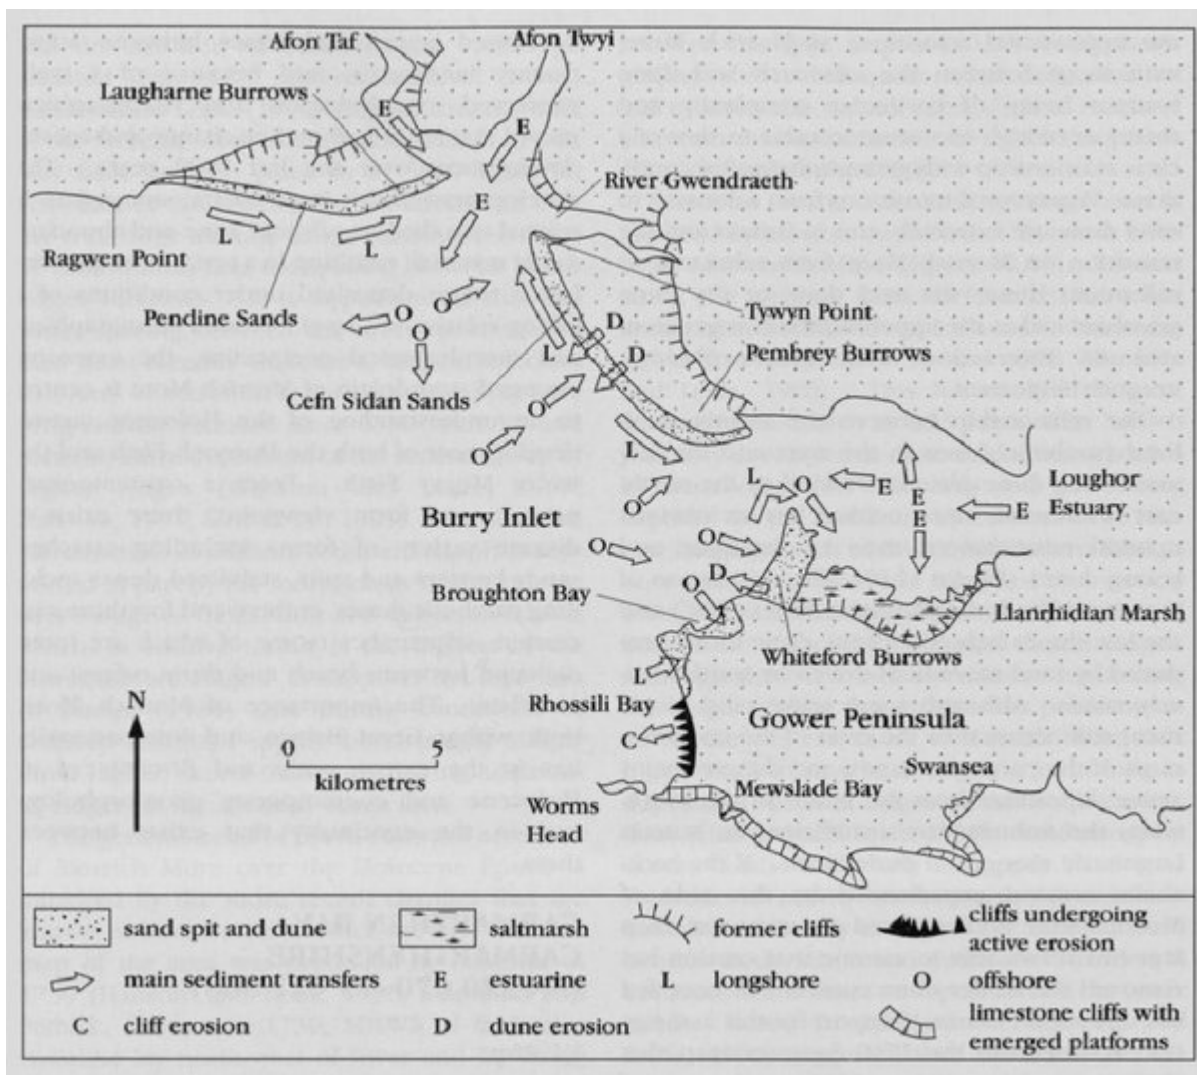 Afon Taf
Afon Twyi
Laugharne Burrows
E
E
River Gwendraeth
E
L
L
Ragwen Point
O
Tywyn Point
Pendine Sands
O
O
D
L
D
Pembrey Burrows
Cefn Sidan Sands
O
O
L
Loughor
Estuary
L
O
E
E
E
E
O
Burry Inlet
O
O
D
O
Broughton Bay
Llanrhidian Marsh
Whiteford Burrows
L
Rhossili Bay
Gower Peninsula
C
N
0
5
kilometres
Swansea
Mewslade Bay
Worms
Head
sand spit and dune
saltmarsh
former cliffs
cliffs undergoing
active erosion
main sediment transfers
E
estuarine
L
longshore
O
offshore
C
cliff erosion
D
dune erosion
limestone cliffs with
emerged platforms